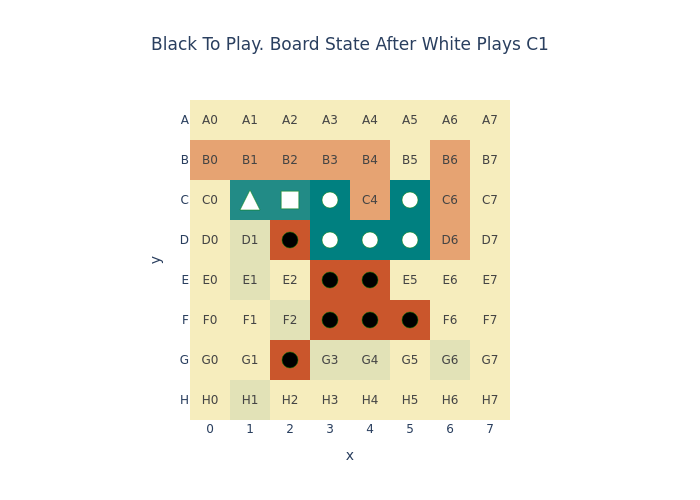 Black To Play. Board State After White Plays C1
A A0 A1 A2 A3 A4 A5 A6 A7
B B0 B1 B2 B3 B4 B5 B6 B7
C C0 C4 C6 C7
D D0 D1 D6 D7
y
E E0 E1 E2 E5 E6 E7
F F0 F1 F2 F6 F7
G G0 G1 G3 G4 G5 G6 G7
H H0 H1 H2 H3 H4 H5 H6 H7
0 1 2 3 4 5 6 7
x